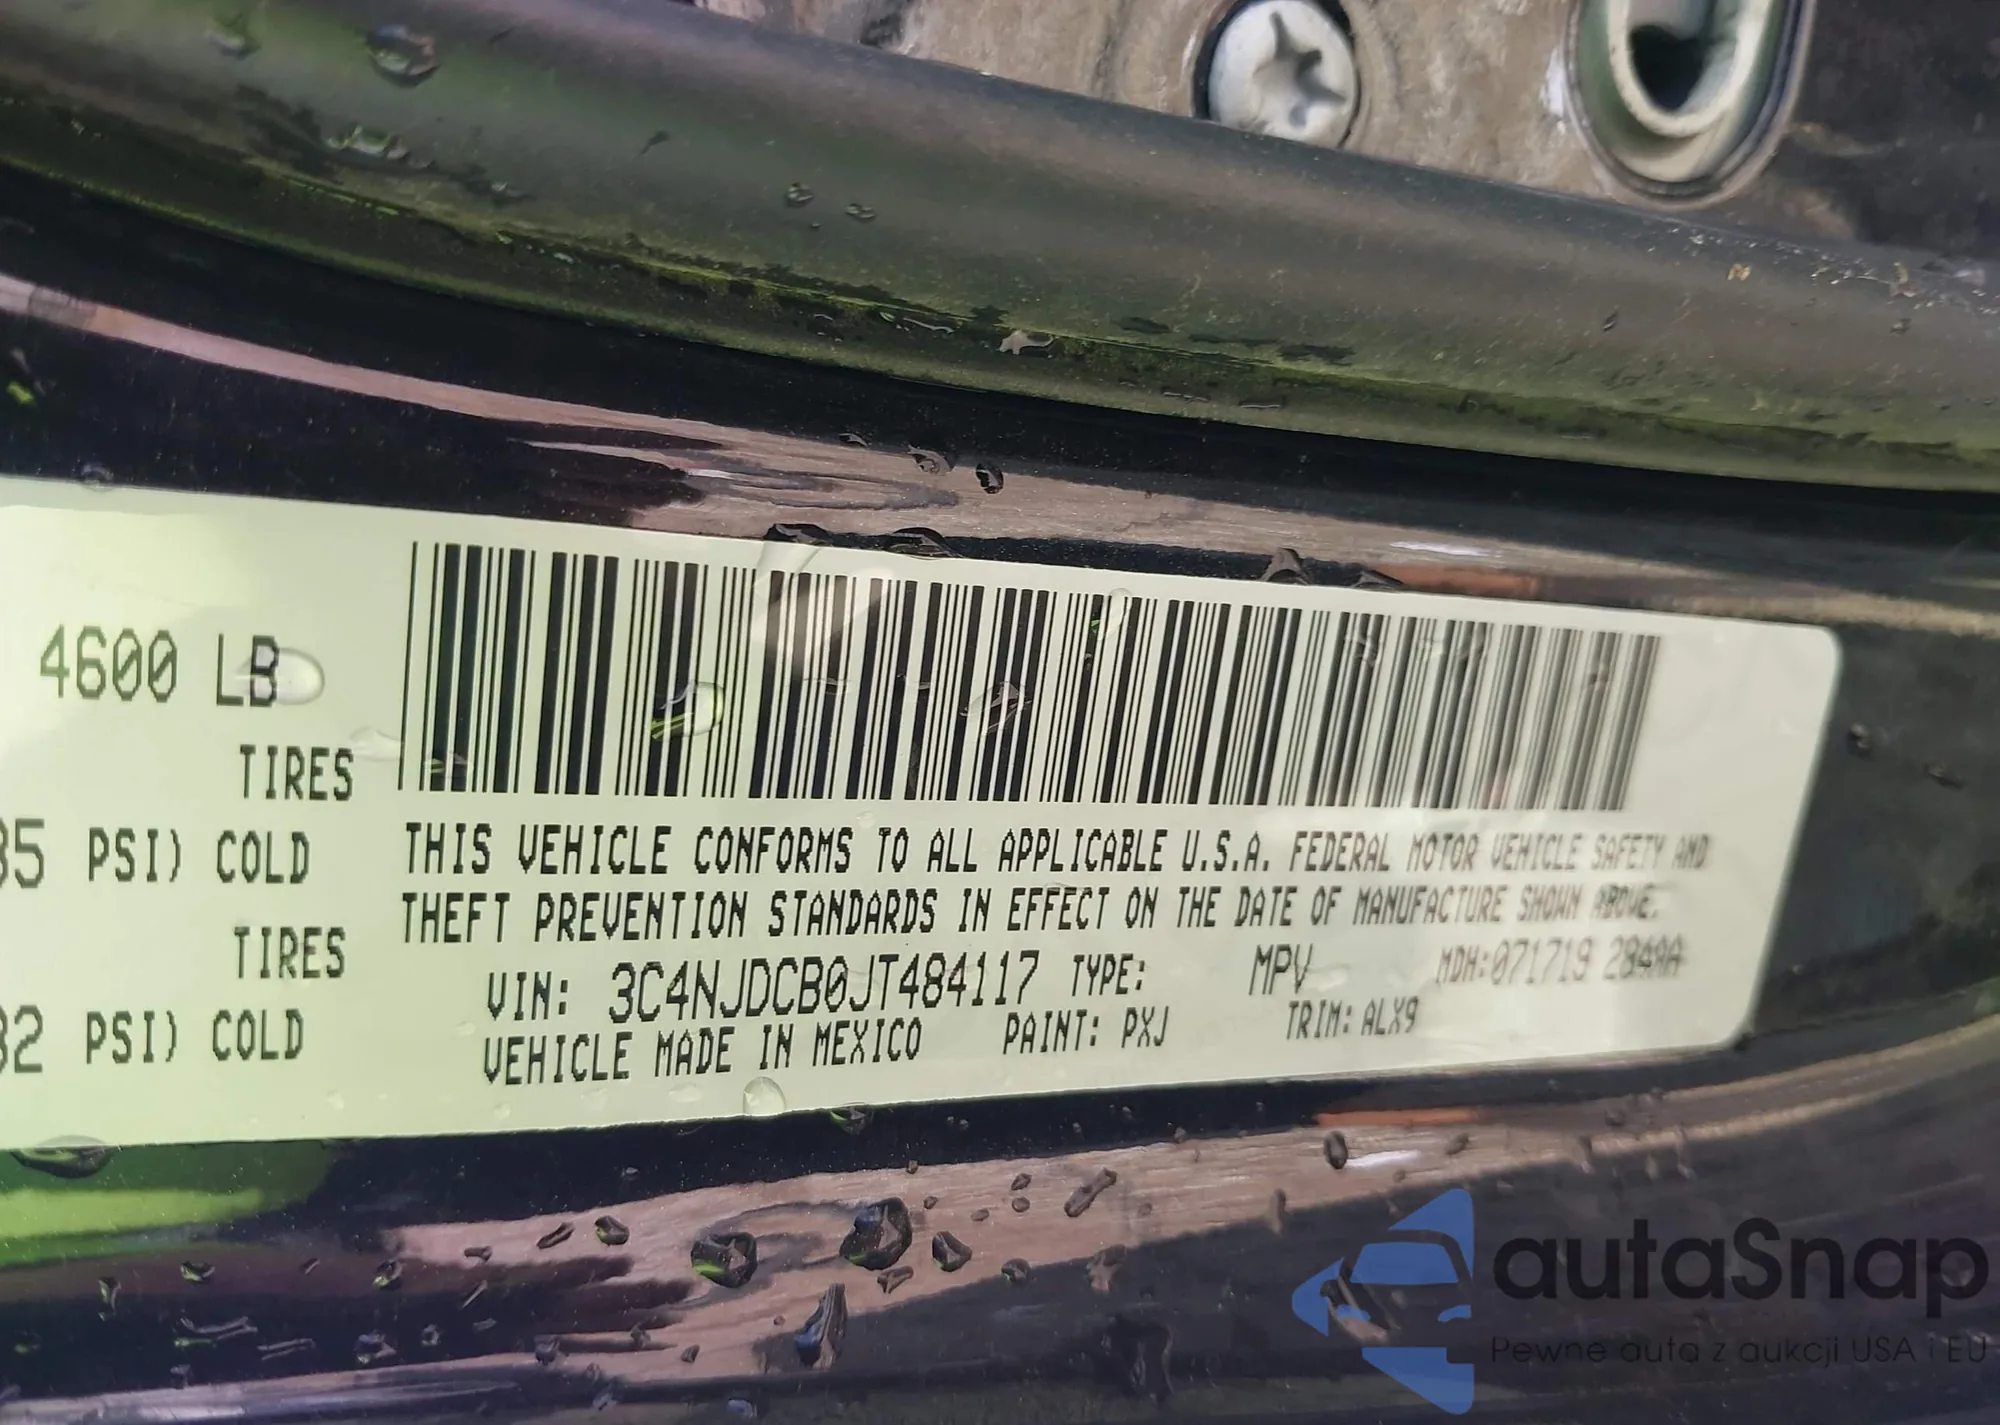 4600 LB
TIRES
35 PSI) COLD
TIRES
32 PSI) COLD
THIS VEHICLE CONFORMS TO ALL APPLICABLE U.S.A. FEDERAL MOTOR VEHICLE SAFETY AND
THEFT PREVENTION STANDARDS IN EFFECT ON THE DATE OF MANUFACTURE SHOWN ABOVE.
VIN: 3C4NJDCB0JT484117 TYPE: MPV MDH:071719 284AA
VEHICLE MADE IN MEXICO PAINT: PXJ TRIM: ALX9
autaSnap
Pewne auta z aukcji USA i EU